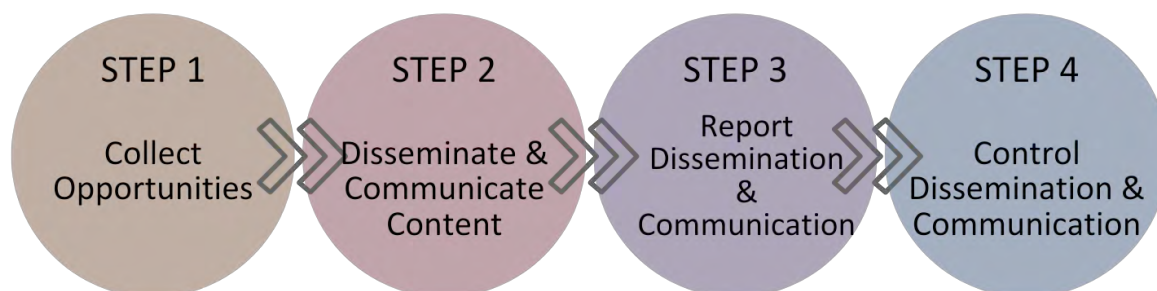 STEP 1
Collect
Opportunities
STEP 2
Disseminate &
Communicate
Content
STEP 3
Report
Dissemination
&
Communication
STEP 4
Control
Dissemination &
Communication